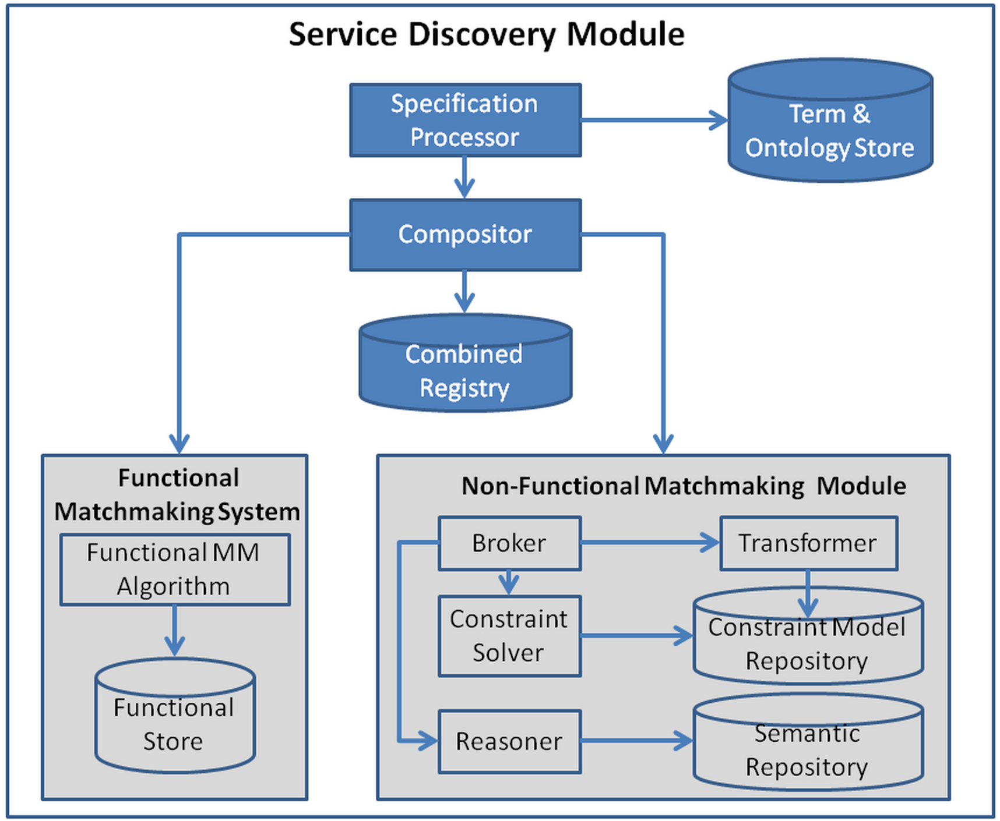 Service Discovery Module
Specification
Processor
Term &
Ontology Store
Compositor
Combined
Registry
Functional
Matchmaking System
Functional MM
Algorithm
Functional
Store
Non-Functional Matchmaking Module
Broker
Transformer
Constraint
Solver
Constraint Model
Repository
Reasoner
Semantic
Repository